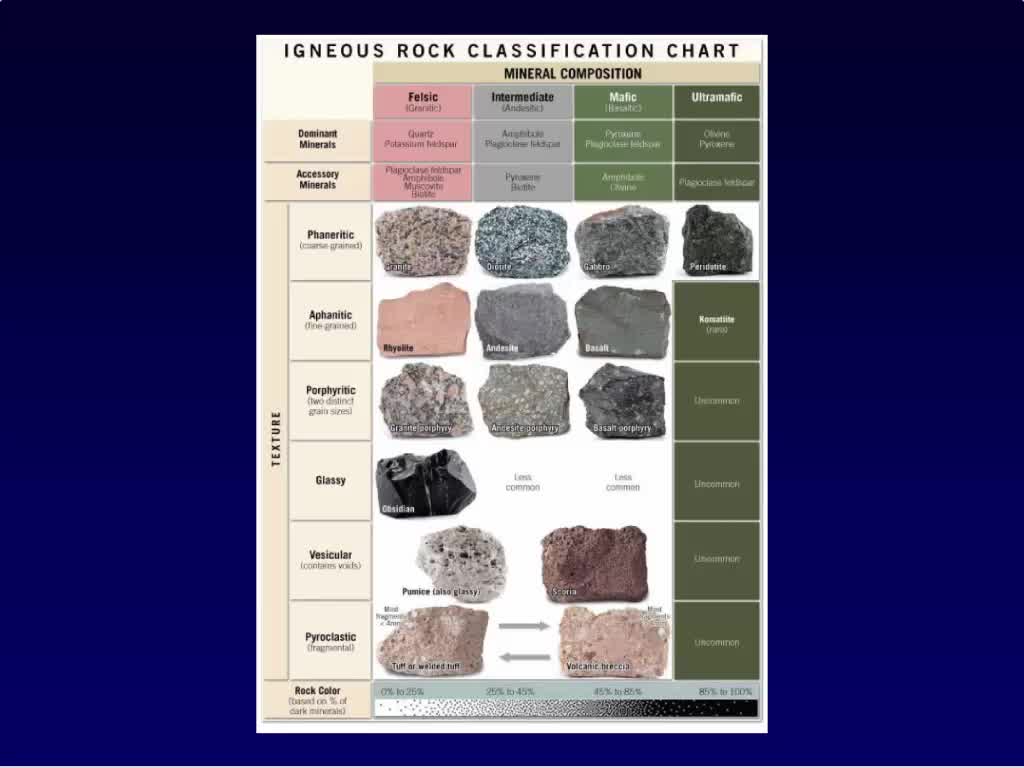 IGNEOUS ROCK CLASSIFICATION CHART
MINERAL COMPOSITION
Felsic
(Granitic)
Intermediate
(Andesitic)
Mafic
(Basaltic)
Ultramafic
Dominant
Minerals
Quartz
Potassium feldspar
Amphibole
Plagioclase feldspar
Pyroxene
Plagioclase feldspar
Olivine
Pyroxene
Accessory
Minerals
Plagioclase feldspar
Amphibole
Muscovite
Biotite
Pyroxene
Biotite
Amphibole
Olivine
Plagioclase feldspar
TEXTURE
Phaneritic
(coarse-grained)
Granite
Diorite
Gabbro
Peridotite
Aphanitic
(fine-grained)
Rhyolite
Andesite
Basalt
Komatiite
(rare)
Porphyritic
(two distinct
grain sizes)
Granite porphyry
Andesite porphyry
Basalt porphyry
Uncommon
Glassy
Obsidian
Less
common
Less
common
Uncommon
Vesicular
(contains voids)
Pumice (also glassy)
Scoria
Uncommon
Pyroclastic
(fragmental)
Most
fragments
< 4mm
Tuff or welded tuff
Most
fragments
Volcanic breccia
Uncommon
Rock Color
(based on % of
dark minerals)
0% to 25%
25% to 45%
45% to 85%
85% to 100%